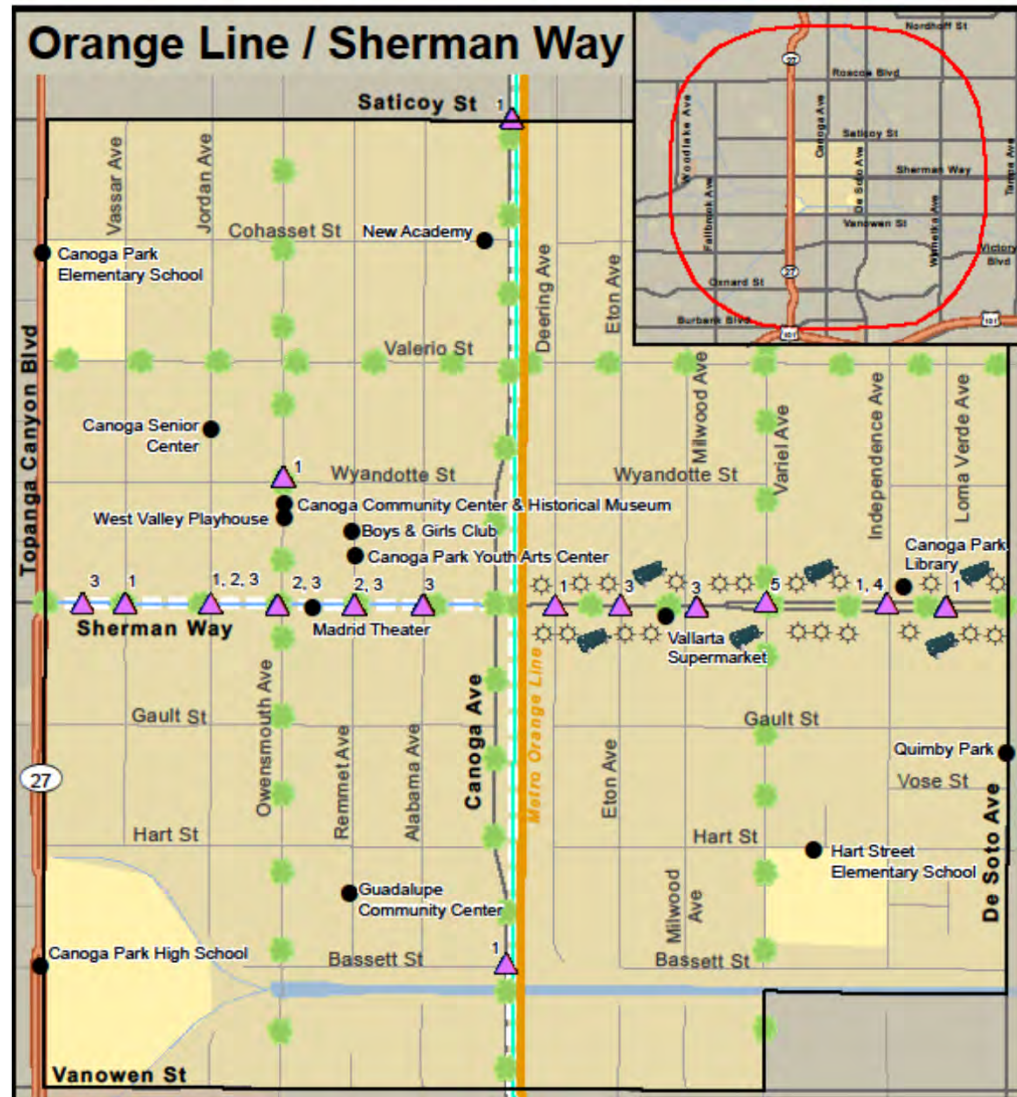 Orange Line / Sherman Way
Nordhoff St
27
Roscoe Blvd
Woodlake Ave
Canoga Ave
Saticoy St
De Soto Ave
Sherman Way
Tampa Ave
Fallbrook Ave
Vanowen St
Winnetka Ave
Victory
Blvd
27
Oxnard St
Burbank Blvd
101
101
Saticoy St
1
Vassar Ave
Jordan Ave
Cohasset St
New Academy
Canoga Park
Elementary School
Deering Ave
Eton Ave
Valerio St
Topanga Canyon Blvd
Milwood Ave
Variel Ave
Independence Ave
Loma Verde Ave
Canoga Senior
Center
1
Wyandotte St
Wyandotte St
Canoga Community Center & Historical Museum
West Valley Playhouse
Boys & Girls Club
Canoga Park Youth Arts Center
Canoga Park
Library
3
1
1, 2, 3
2, 3
2, 3
3
1
3
3
5
1, 4
1
Sherman Way
Madrid Theater
Vallarta
Supermarket
Owensmouth Ave
Remmet Ave
Alabama Ave
Canoga Ave
Metro Orange Line
Eton Ave
Gault St
Gault St
Quimby Park
27
Vose St
Hart St
Hart St
Hart Street
Elementary School
De Soto Ave
Guadalupe
Community Center
Milwood
Ave
Canoga Park High School
1
Bassett St
Bassett St
Vanowen St